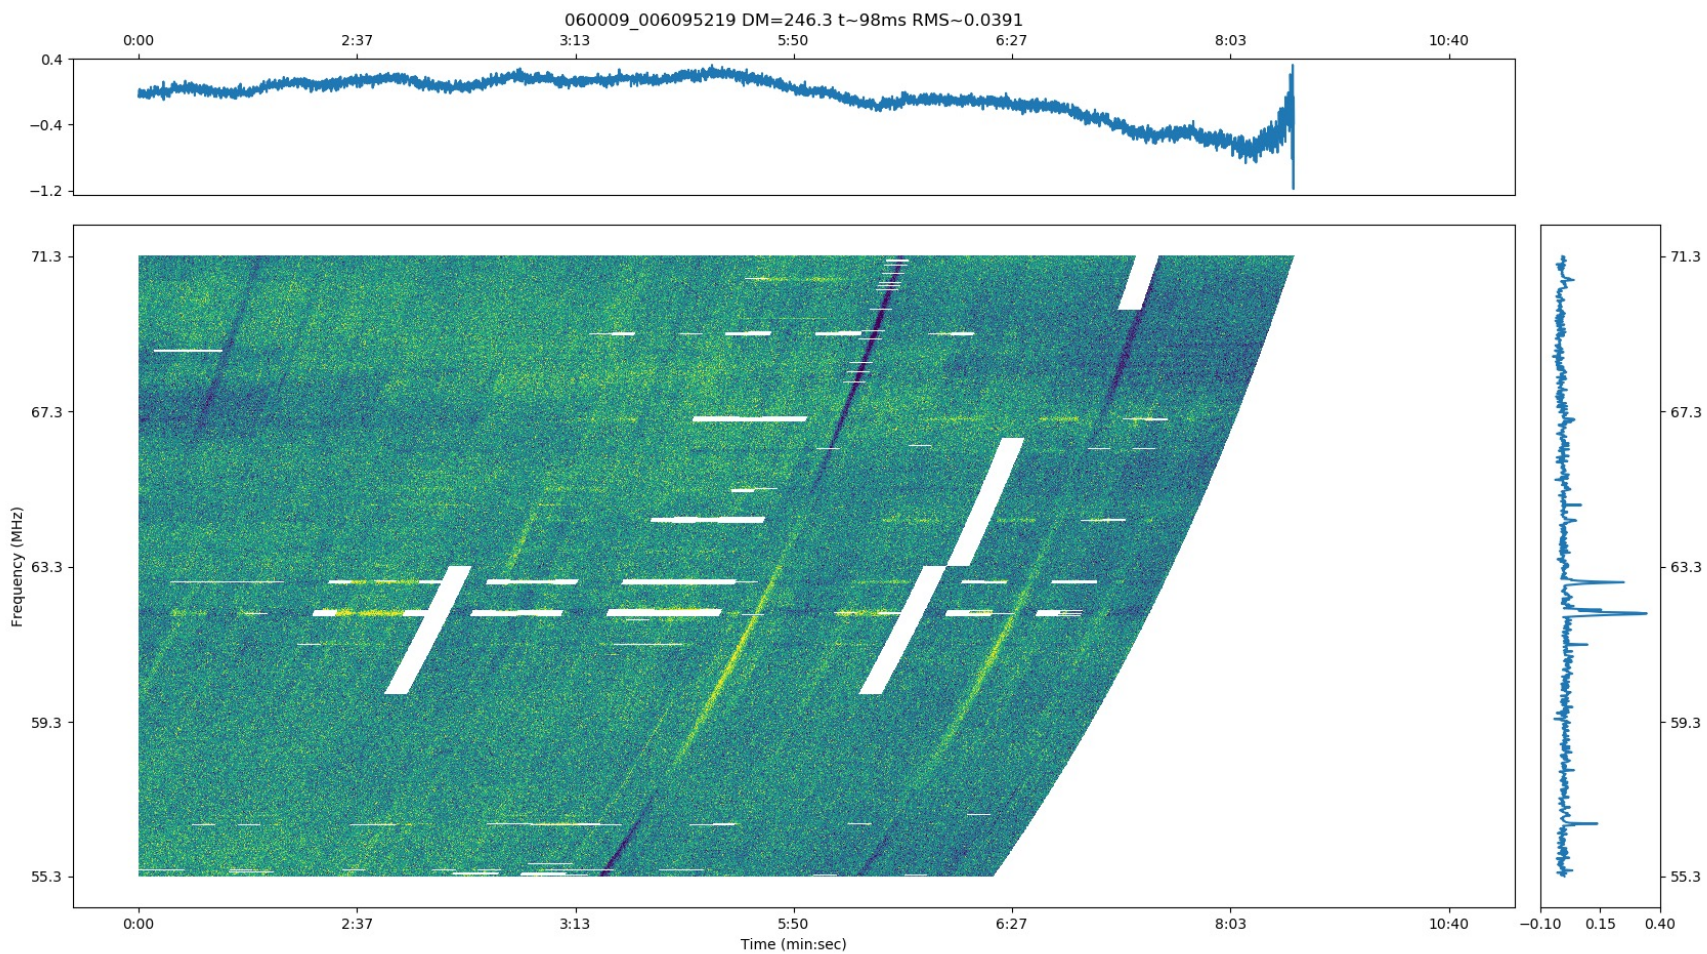 060009_006095219 DM=246.3 t~98ms RMS~0.0391
0:00 2:37 3:13 5:50 6:27 8:03 10:40
0.4
−0.4
−1.2
71.3
67.3
63.3
59.3
55.3
Frequency (MHz)
0:00 2:37 3:13 5:50 6:27 8:03 10:40
Time (min:sec)
71.3
67.3
63.3
59.3
55.3
−0.10 0.15 0.40